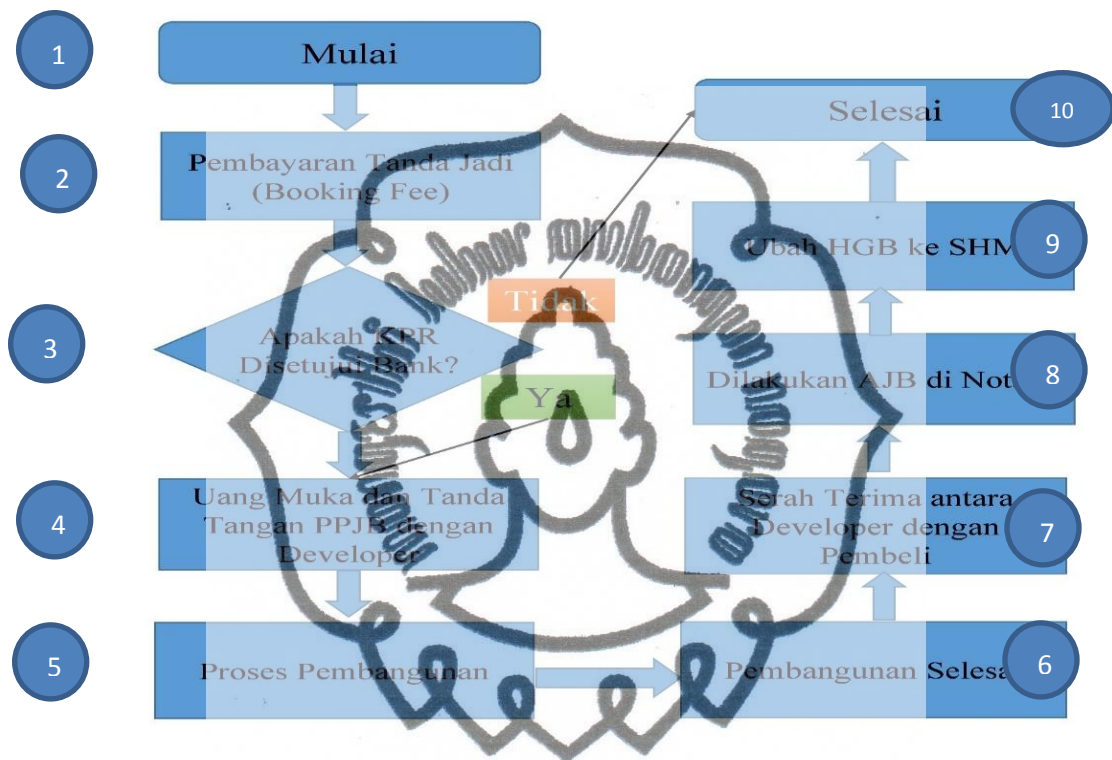 1
Mulai
2
Pembayaran Tanda Jadi
(Booking Fee)
3
Apakah KPR
Disetujui Bank?
Tidak
Ya
4
Uang Muka dan Tanda
Tangan PPJB dengan
Developer
5
Proses Pembangunan
Pembangunan Selesa
6
Serah Terima antara
Developer dengan
Pembeli
7
Dilakukan AJB di Not
8
Ubah HGB ke SHM
9
Selesai
10